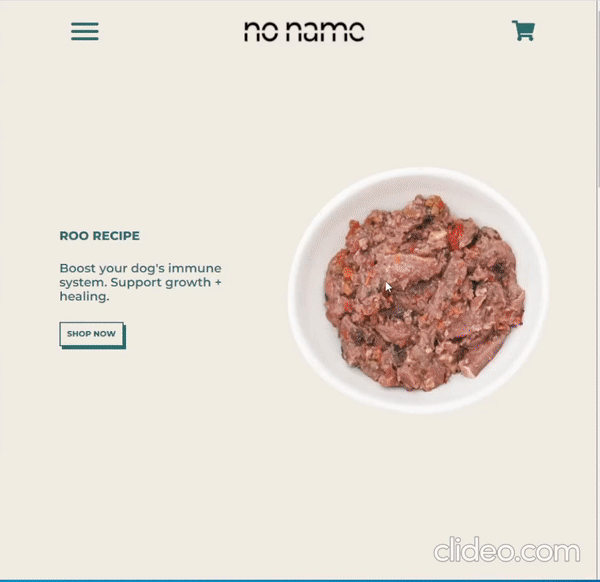 no name
ROO RECIPE
Boost your dog's immune
system. Support growth +
healing.
SHOP NOW
clideo.com